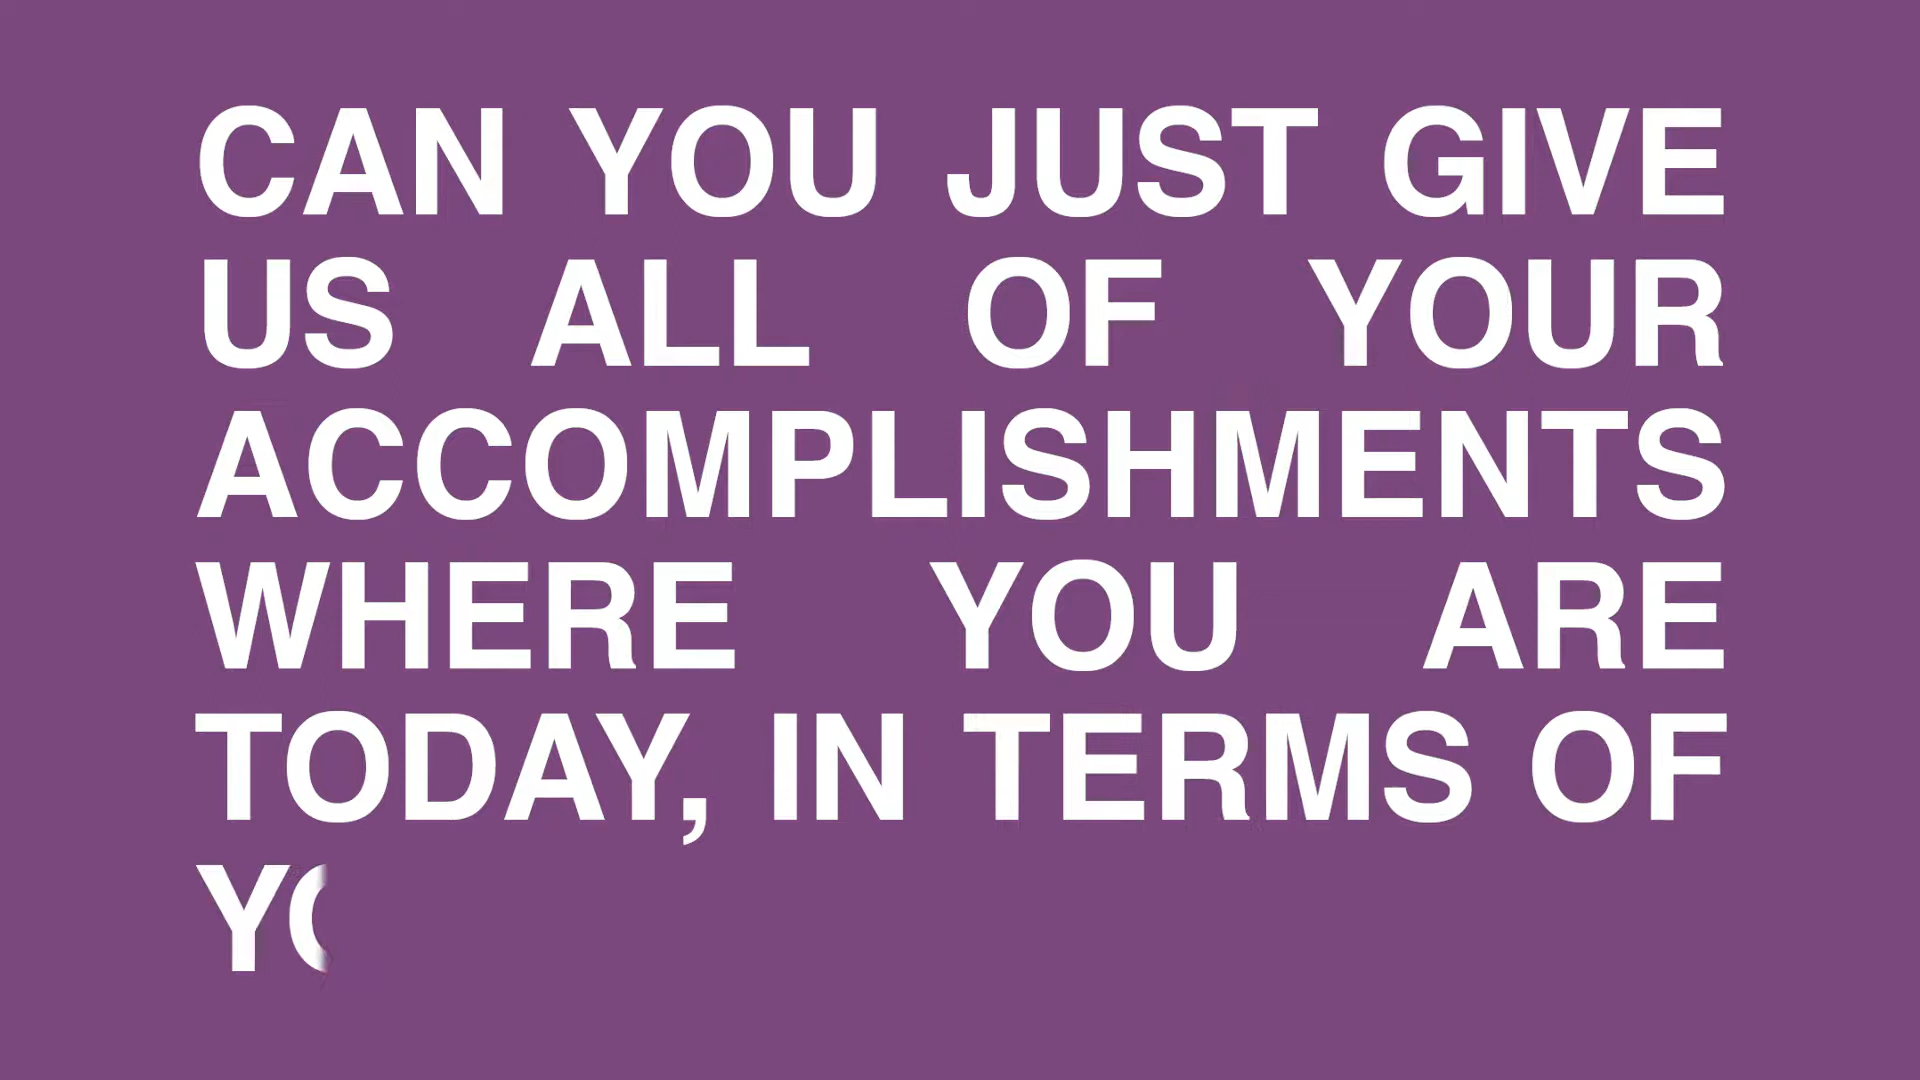 CAN YOU JUST GIVE
US ALL OF YOUR
ACCOMPLISHMENTS
WHERE YOU ARE
TODAY, IN TERMS OF